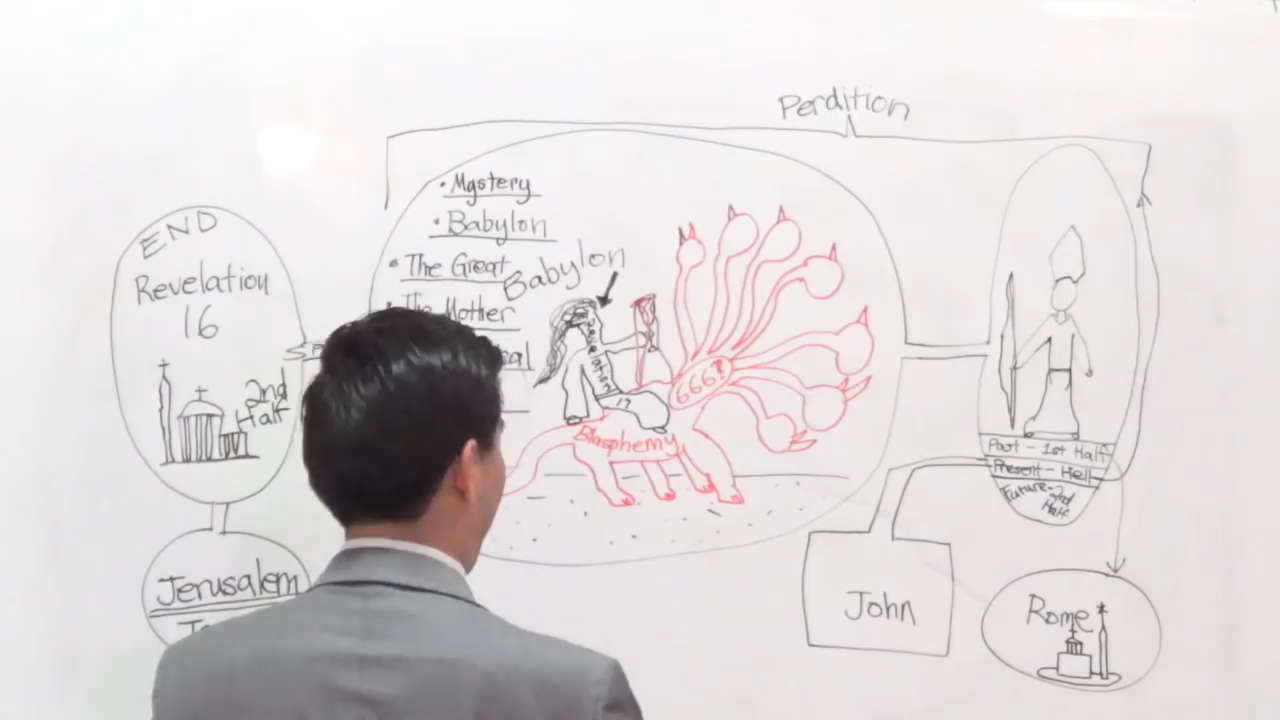 Perdition
END
Revelation
16
2nd
Half
Jerusalem
• Mystery
• Babylon
• The Great
• The Mother
Babylon
Revelation
17
666?
Blasphemy
Past - 1st Half
Present - Hell
Future - 2nd
Half
John
Rome